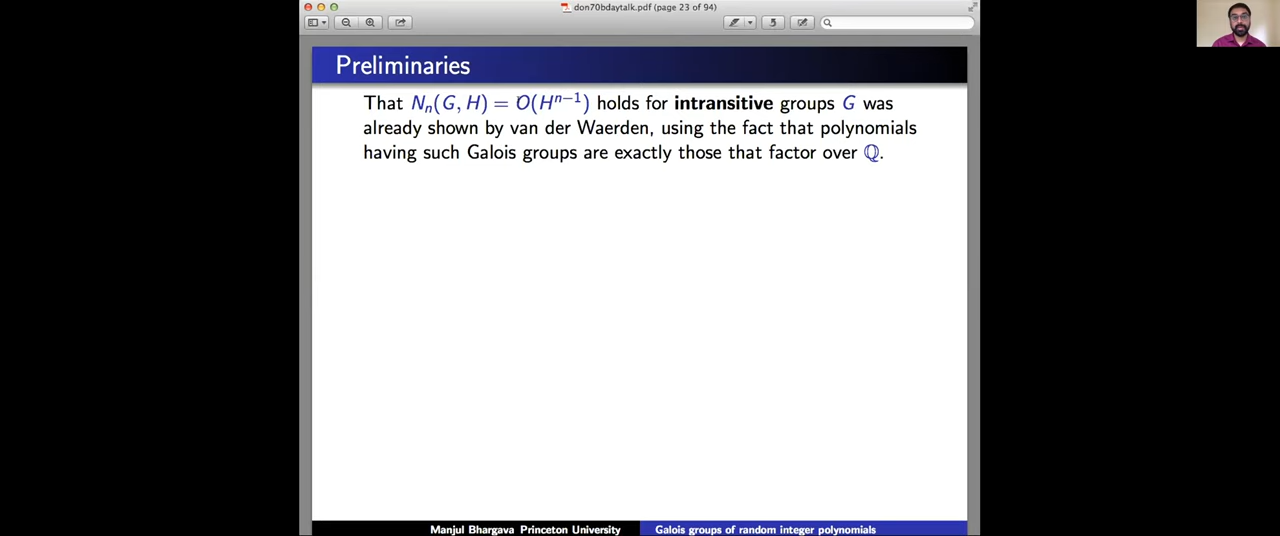 don70bdaytalk.pdf (page 23 of 94)
Preliminaries
That Nₙ(G, H) = O(Hⁿ⁻¹) holds for intransitive groups G was
already shown by van der Waerden, using the fact that polynomials
having such Galois groups are exactly those that factor over ℚ.
Manjul Bhargava Princeton University
Galois groups of random integer polynomials